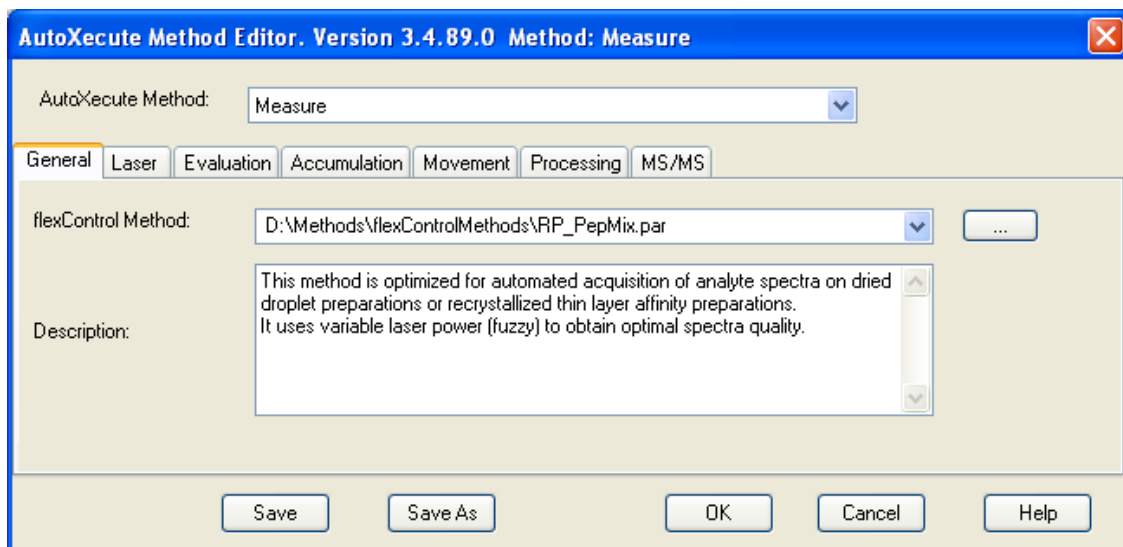 AutoXecute Method Editor. Version 3.4.89.0 Method: Measure
AutoXecute Method:
Measure
General Laser Evaluation Accumulation Movement Processing MS/MS
flexControl Method:
D:\Methods\flexControlMethods\RP_PepMix.par
...
Description:
This method is optimized for automated acquisition of analyte spectra on dried
droplet preparations or recrystallized thin layer affinity preparations.
It uses variable laser power (fuzzy) to obtain optimal spectra quality.
Save Save As OK Cancel Help